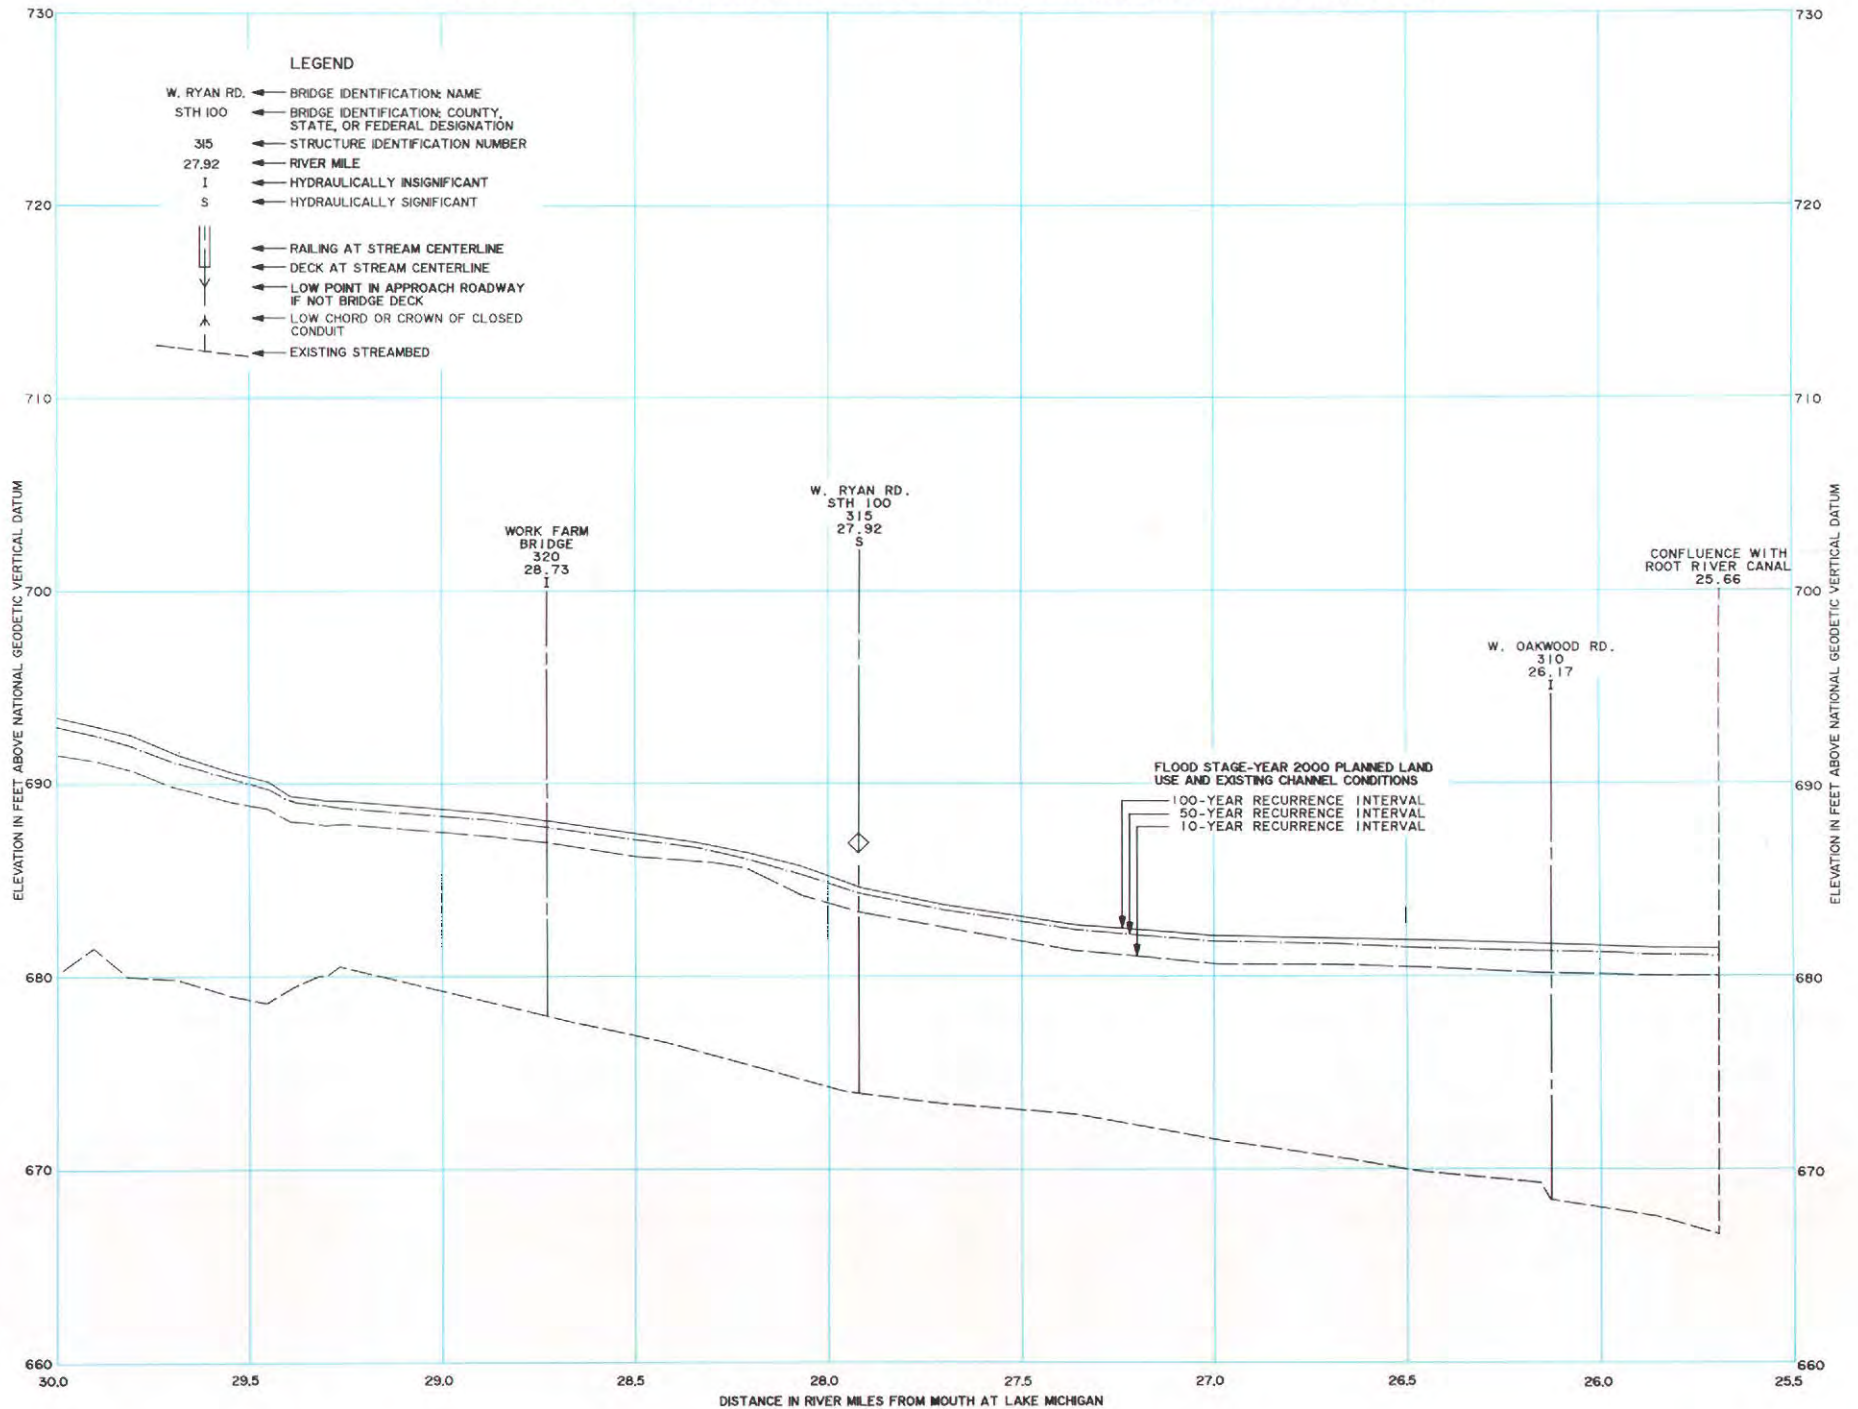 730
730
LEGEND
W. RYAN RD. BRIDGE IDENTIFICATION: NAME
STH 100 BRIDGE IDENTIFICATION: COUNTY,
STATE, OR FEDERAL DESIGNATION
315 STRUCTURE IDENTIFICATION NUMBER
27.92 RIVER MILE
I HYDRAULICALLY INSIGNIFICANT
S HYDRAULICALLY SIGNIFICANT
720
720
RAILING AT STREAM CENTERLINE
DECK AT STREAM CENTERLINE
LOW POINT IN APPROACH ROADWAY
IF NOT BRIDGE DECK
LOW CHORD OR CROWN OF CLOSED
CONDUIT
EXISTING STREAMBED
710
710
ELEVATION IN FEET ABOVE NATIONAL GEODETIC VERTICAL DATUM
ELEVATION IN FEET ABOVE NATIONAL GEODETIC VERTICAL DATUM
W. RYAN RD.
STH 100
315
27.92
S
WORK FARM
BRIDGE
320
28.73
I
CONFLUENCE WITH
ROOT RIVER CANAL
25.66
700
700
W. OAKWOOD RD.
310
26.17
I
FLOOD STAGE-YEAR 2000 PLANNED LAND
USE AND EXISTING CHANNEL CONDITIONS
100-YEAR RECURRENCE INTERVAL
50-YEAR RECURRENCE INTERVAL
10-YEAR RECURRENCE INTERVAL
690
690
680
680
670
670
660
660
30.0 29.5 29.0 28.5 28.0 27.5 27.0 26.5 26.0 25.5
DISTANCE IN RIVER MILES FROM MOUTH AT LAKE MICHIGAN